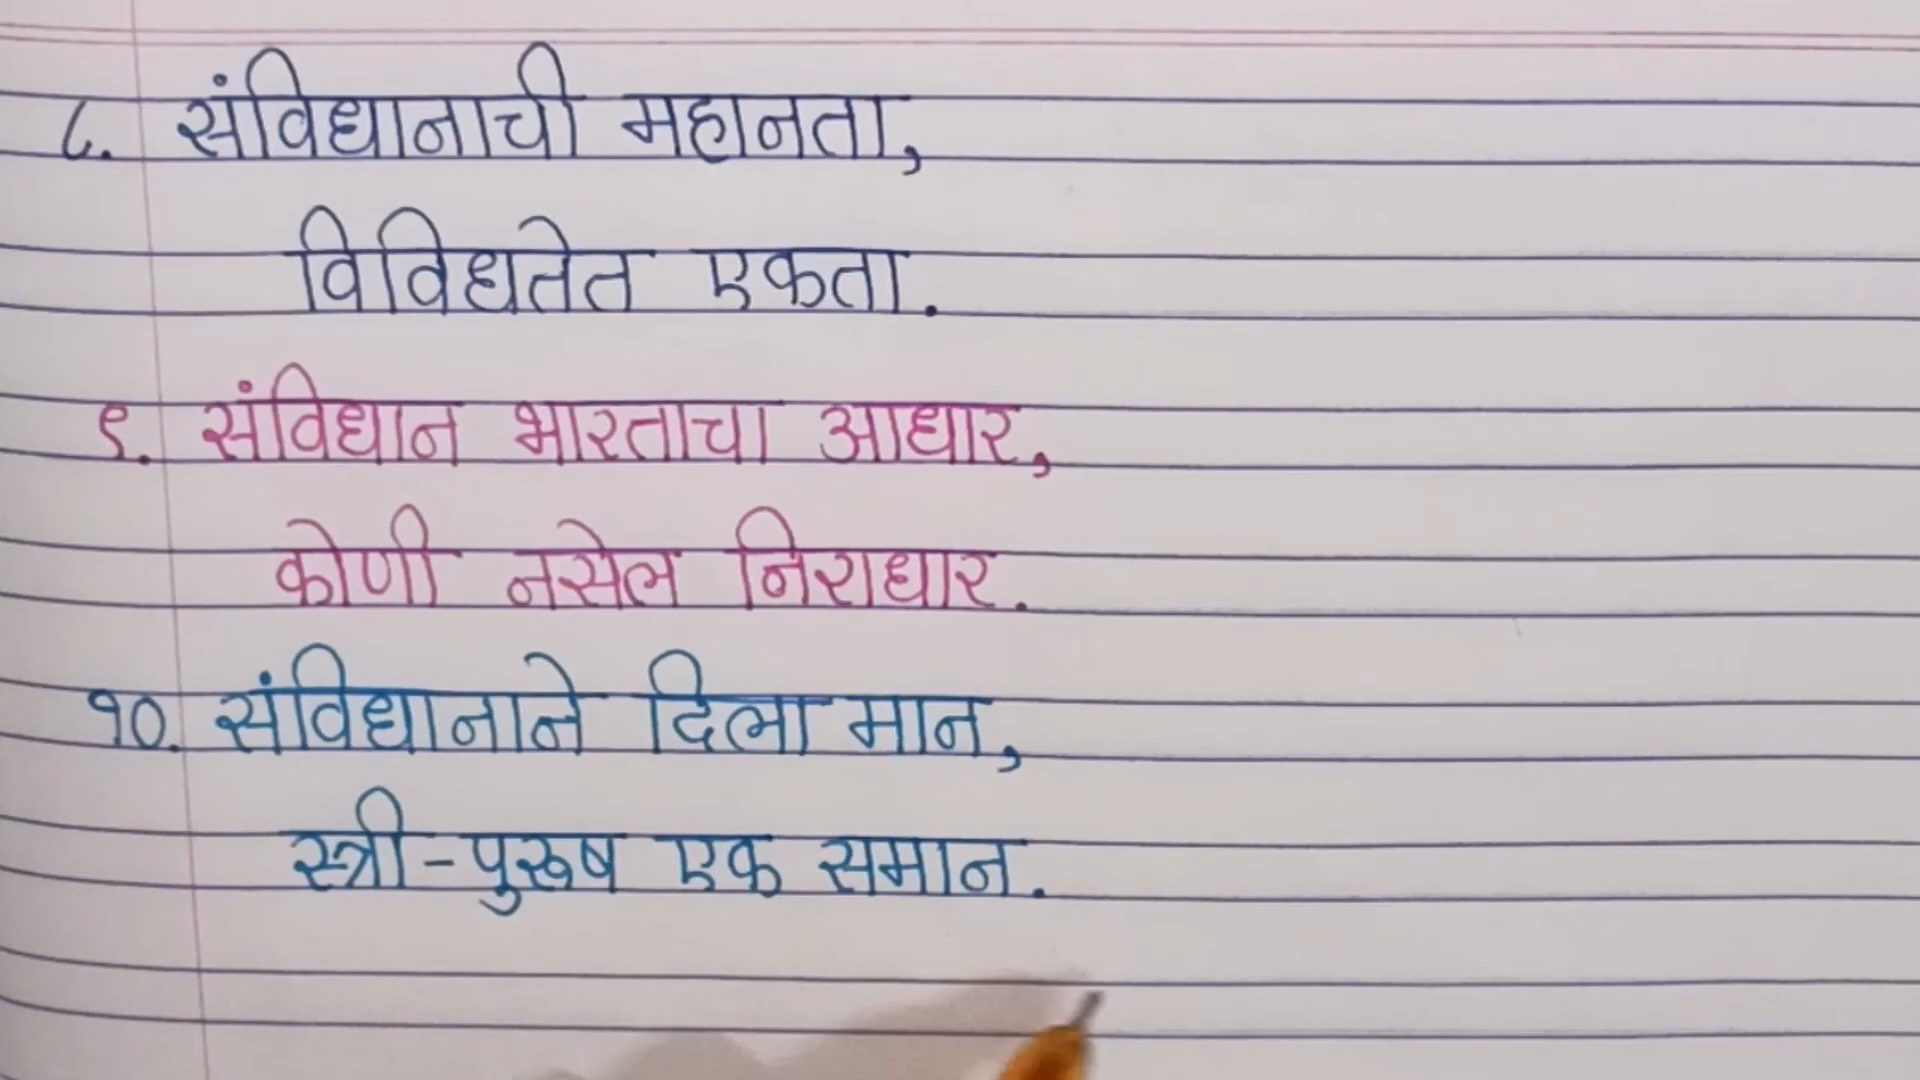 ८. संविधानाची महानता,
विविधतेत एकता.
९. संविधान भारताचा आधार,
कोणी नसेल निराधार.
१०. संविधानाने दिला मान,
स्त्री-पुरूष एक समान.